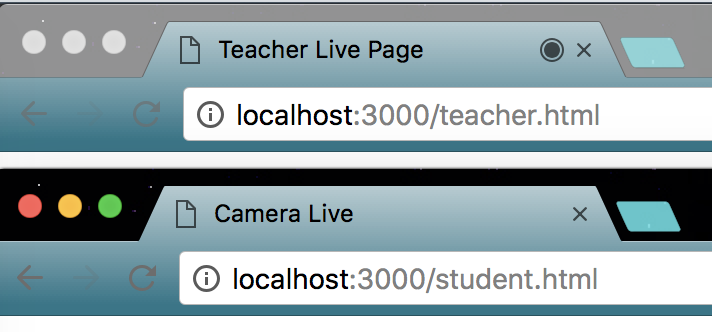 Teacher Live Page
localhost:3000/teacher.html
Camera Live
localhost:3000/student.html